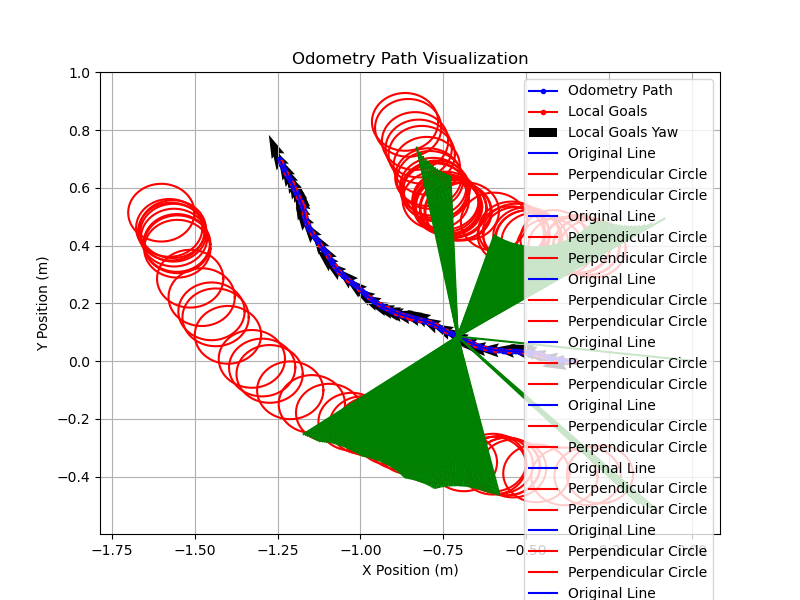 Odometry Path Visualization
Y Position (m)
1.0
0.8
0.6
0.4
0.2
0.0
−0.2
−0.4
Odometry Path
Local Goals
Local Goals Yaw
Original Line
Perpendicular Circle
Perpendicular Circle
Original Line
Perpendicular Circle
Perpendicular Circle
Original Line
Perpendicular Circle
Perpendicular Circle
Original Line
Perpendicular Circle
Perpendicular Circle
Original Line
Perpendicular Circle
Perpendicular Circle
Original Line
Perpendicular Circle
Perpendicular Circle
Original Line
Perpendicular Circle
Perpendicular Circle
Original Line
−1.75
−1.50
−1.25
−1.00
−0.75
−0.50
X Position (m)